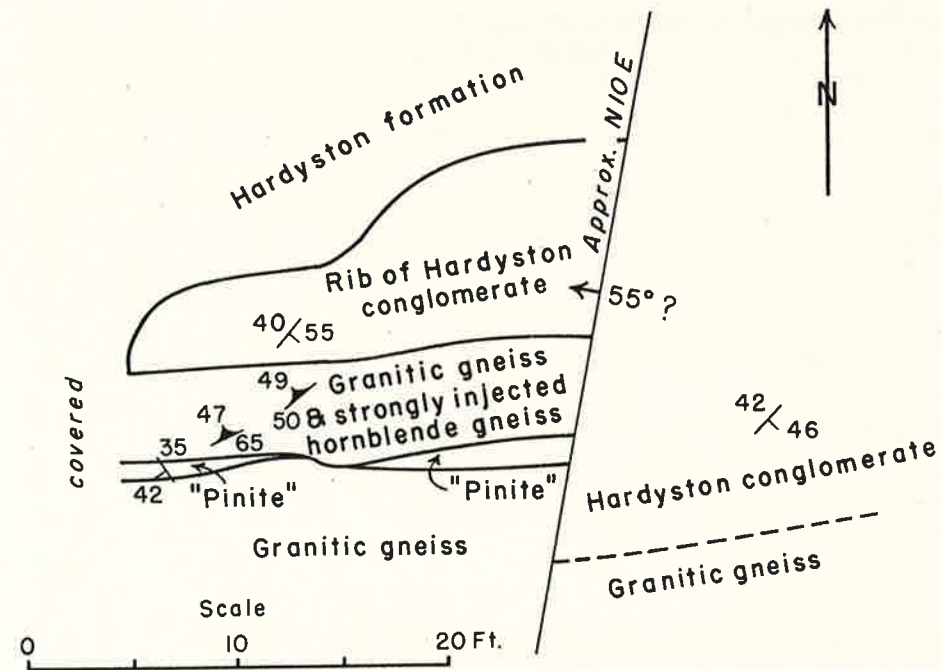 Hardyston formation
Approx. N10E
N
Rib of Hardyston
conglomerate
55° ?
40 55
49 Granitic gneiss
50 & strongly injected
hornblende gneiss
47
65
covered
35
42
"Pinite"
"Pinite"
42
46
Hardyston conglomerate
Granitic gneiss
Granitic gneiss
Scale
0 10 20 Ft.